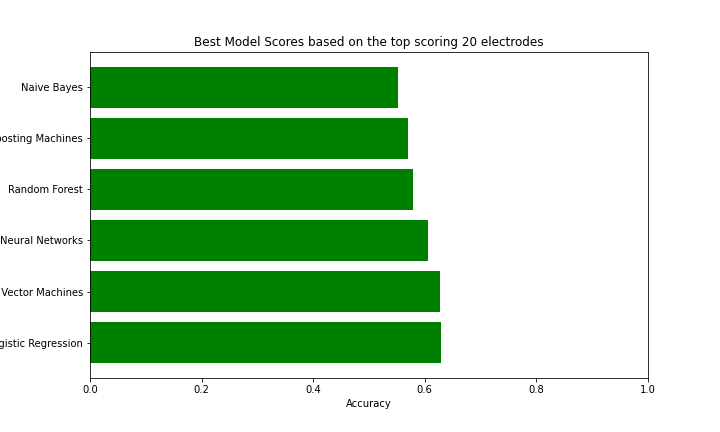 Best Model Scores based on the top scoring 20 electrodes
Naive Bayes
oosting Machines
Random Forest
Neural Networks
Vector Machines
gistic Regression
0.0 0.2 0.4 0.6 0.8 1.0
Accuracy